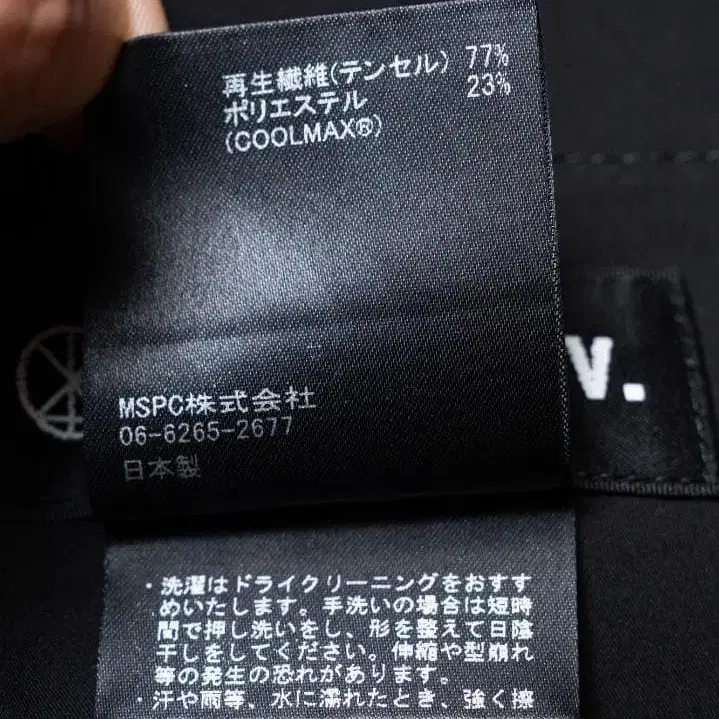 再生繊維(テンセル) 77%
ポリエステル 23%
(COOLMAX®)
MSPC株式会社
06-6265-2677
日本製
V.
・洗濯はドライクリーニングをおすす
めいたします。手洗いの場合は短時
間で押し洗いをし、形を整えて日陰
干しをしてください。伸縮や型崩れ
等の発生の恐れがあります。
・汗や雨等、水に濡れたとき、強く擦